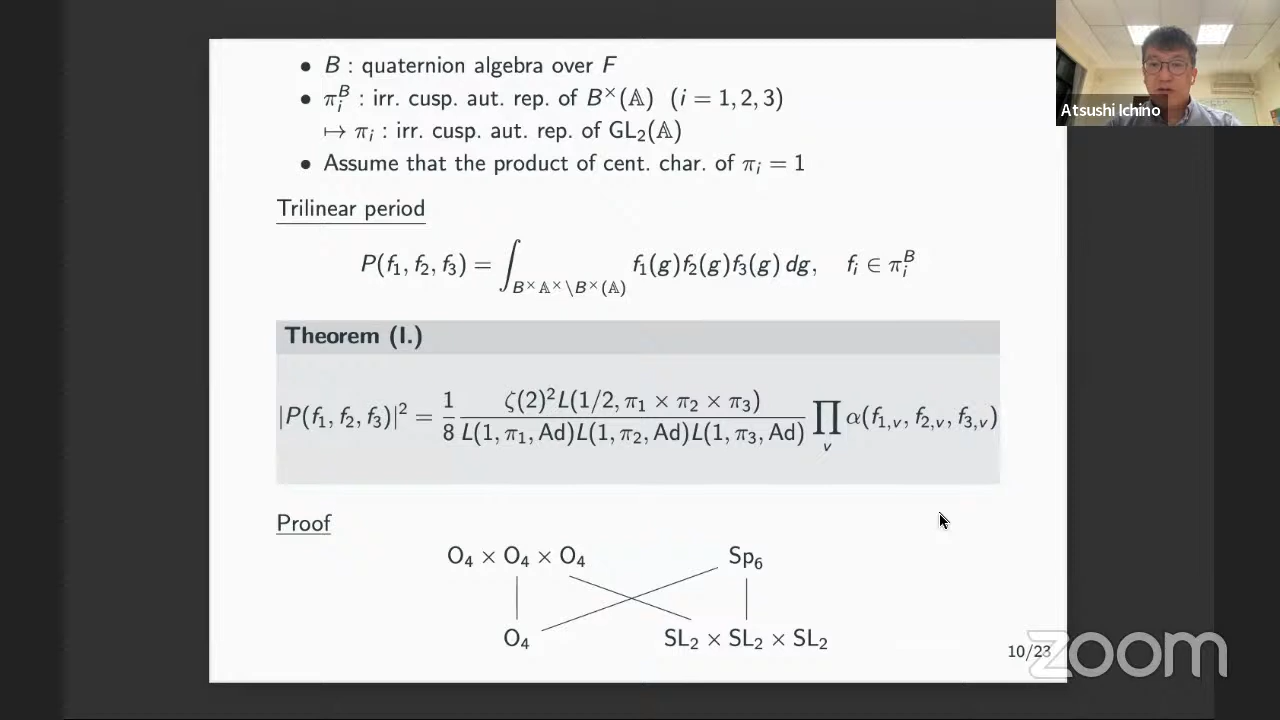 • B : quaternion algebra over F
• π_i^B : irr. cusp. aut. rep. of B^×(𝔸) (i = 1, 2, 3)
↦ π_i : irr. cusp. aut. rep. of GL_2(𝔸)
• Assume that the product of cent. char. of π_i = 1
Trilinear period
P(f_1, f_2, f_3) = ∫_{B^× 𝔸^× \ B^×(𝔸)} f_1(g)f_2(g)f_3(g) dg, f_i ∈ π_i^B
Theorem (I.)
|P(f_1, f_2, f_3)|^2 = \frac{1}{8} \frac{ζ(2)^2 L(1/2, π_1 × π_2 × π_3)}{L(1, π_1, Ad)L(1, π_2, Ad)L(1, π_3, Ad)} ∏_v α(f_{1,v}, f_{2,v}, f_{3,v})
Proof
O_4 × O_4 × O_4 Sp_6
O_4 SL_2 × SL_2 × SL_2
10/23
Atsushi Ichino
zoom